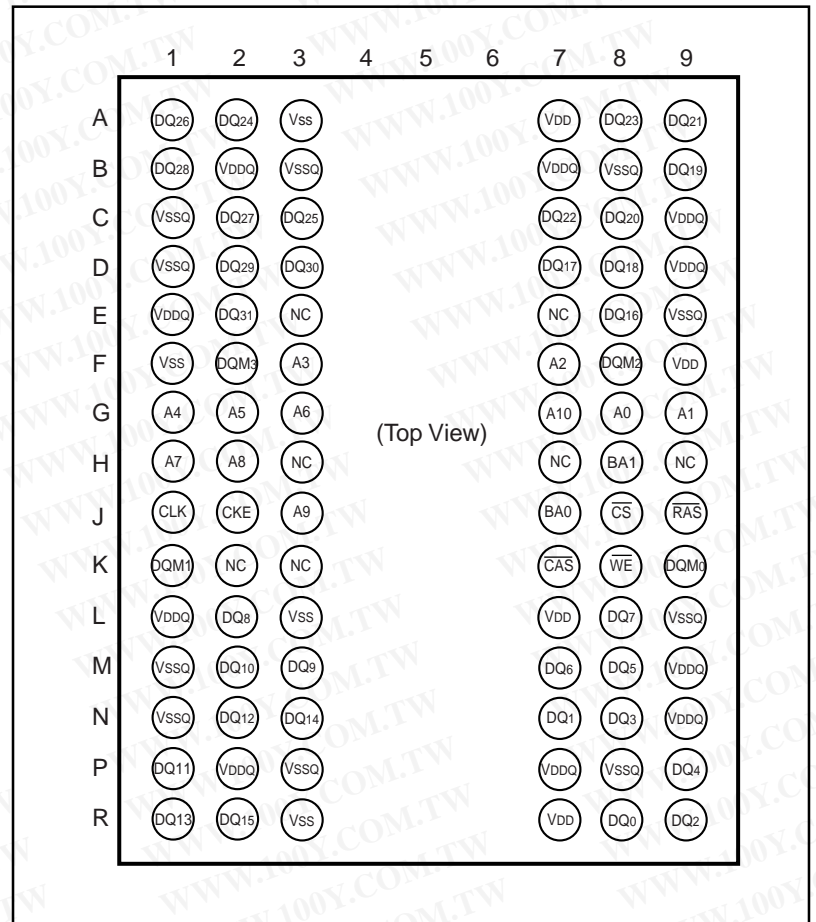 1 2 3 4 5 6 7 8 9
A DQ26 DQ24 Vss VDD DQ23 DQ21
B DQ28 VDDQ VSSQ VDDQ VSSQ DQ19
C VSSQ DQ27 DQ25 DQ22 DQ20 VDDQ
D VSSQ DQ29 DQ30 DQ17 DQ18 VDDQ
E VDDQ DQ31 NC NC DQ16 VSSQ
F Vss DQM3 A3 A2 DQM2 VDD
G A4 A5 A6 A10 A0 A1
(Top View)
H A7 A8 NC NC BA1 NC
J CLK CKE A9 BA0 C̅S̅ R̅A̅S̅
K DQM1 NC NC C̅A̅S̅ W̅E̅ DQM0
L VDDQ DQ8 Vss VDD DQ7 VSSQ
M VSSQ DQ10 DQ9 DQ6 DQ5 VDDQ
N VSSQ DQ12 DQ14 DQ1 DQ3 VDDQ
P DQ11 VDDQ VSSQ VDDQ VSSQ DQ4
R DQ13 DQ15 Vss VDD DQ0 DQ2
WWW.100Y.COM.TW